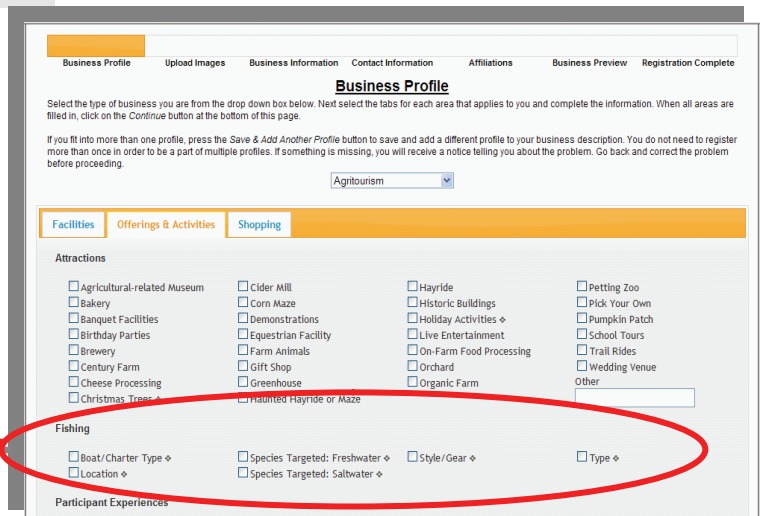 Business Profile Upload Images Business Information Contact Information Affiliations Business Preview Registration Complete
Business Profile
Select the type of business you are from the drop down box below. Next select the tabs for each area that applies to you and complete the information. When all areas are
filled in, click on the Continue button at the bottom of this page.
If you fit into more than one profile, press the Save & Add Another Profile button to save and add a different profile to your business description. You do not need to register
more than once in order to be a part of multiple profiles. If something is missing, you will receive a notice telling you about the problem. Go back and correct the problem
before proceeding.
Agritourism
Facilities Offerings & Activities Shopping
Attractions
Agricultural-related Museum Cider Mill Hayride Petting Zoo
Bakery Corn Maze Historic Buildings Pick Your Own
Banquet Facilities Demonstrations Holiday Activities ❖ Pumpkin Patch
Birthday Parties Equestrian Facility Live Entertainment School Tours
Brewery Farm Animals On-Farm Food Processing Trail Rides
Century Farm Gift Shop Orchard Wedding Venue
Cheese Processing Greenhouse Organic Farm Other
Christmas Trees ❖ Haunted Hayride or Maze
Fishing
Boat/Charter Type ❖ Species Targeted: Freshwater ❖ Style/Gear ❖ Type ❖
Location ❖ Species Targeted: Saltwater ❖
Participant Experiences